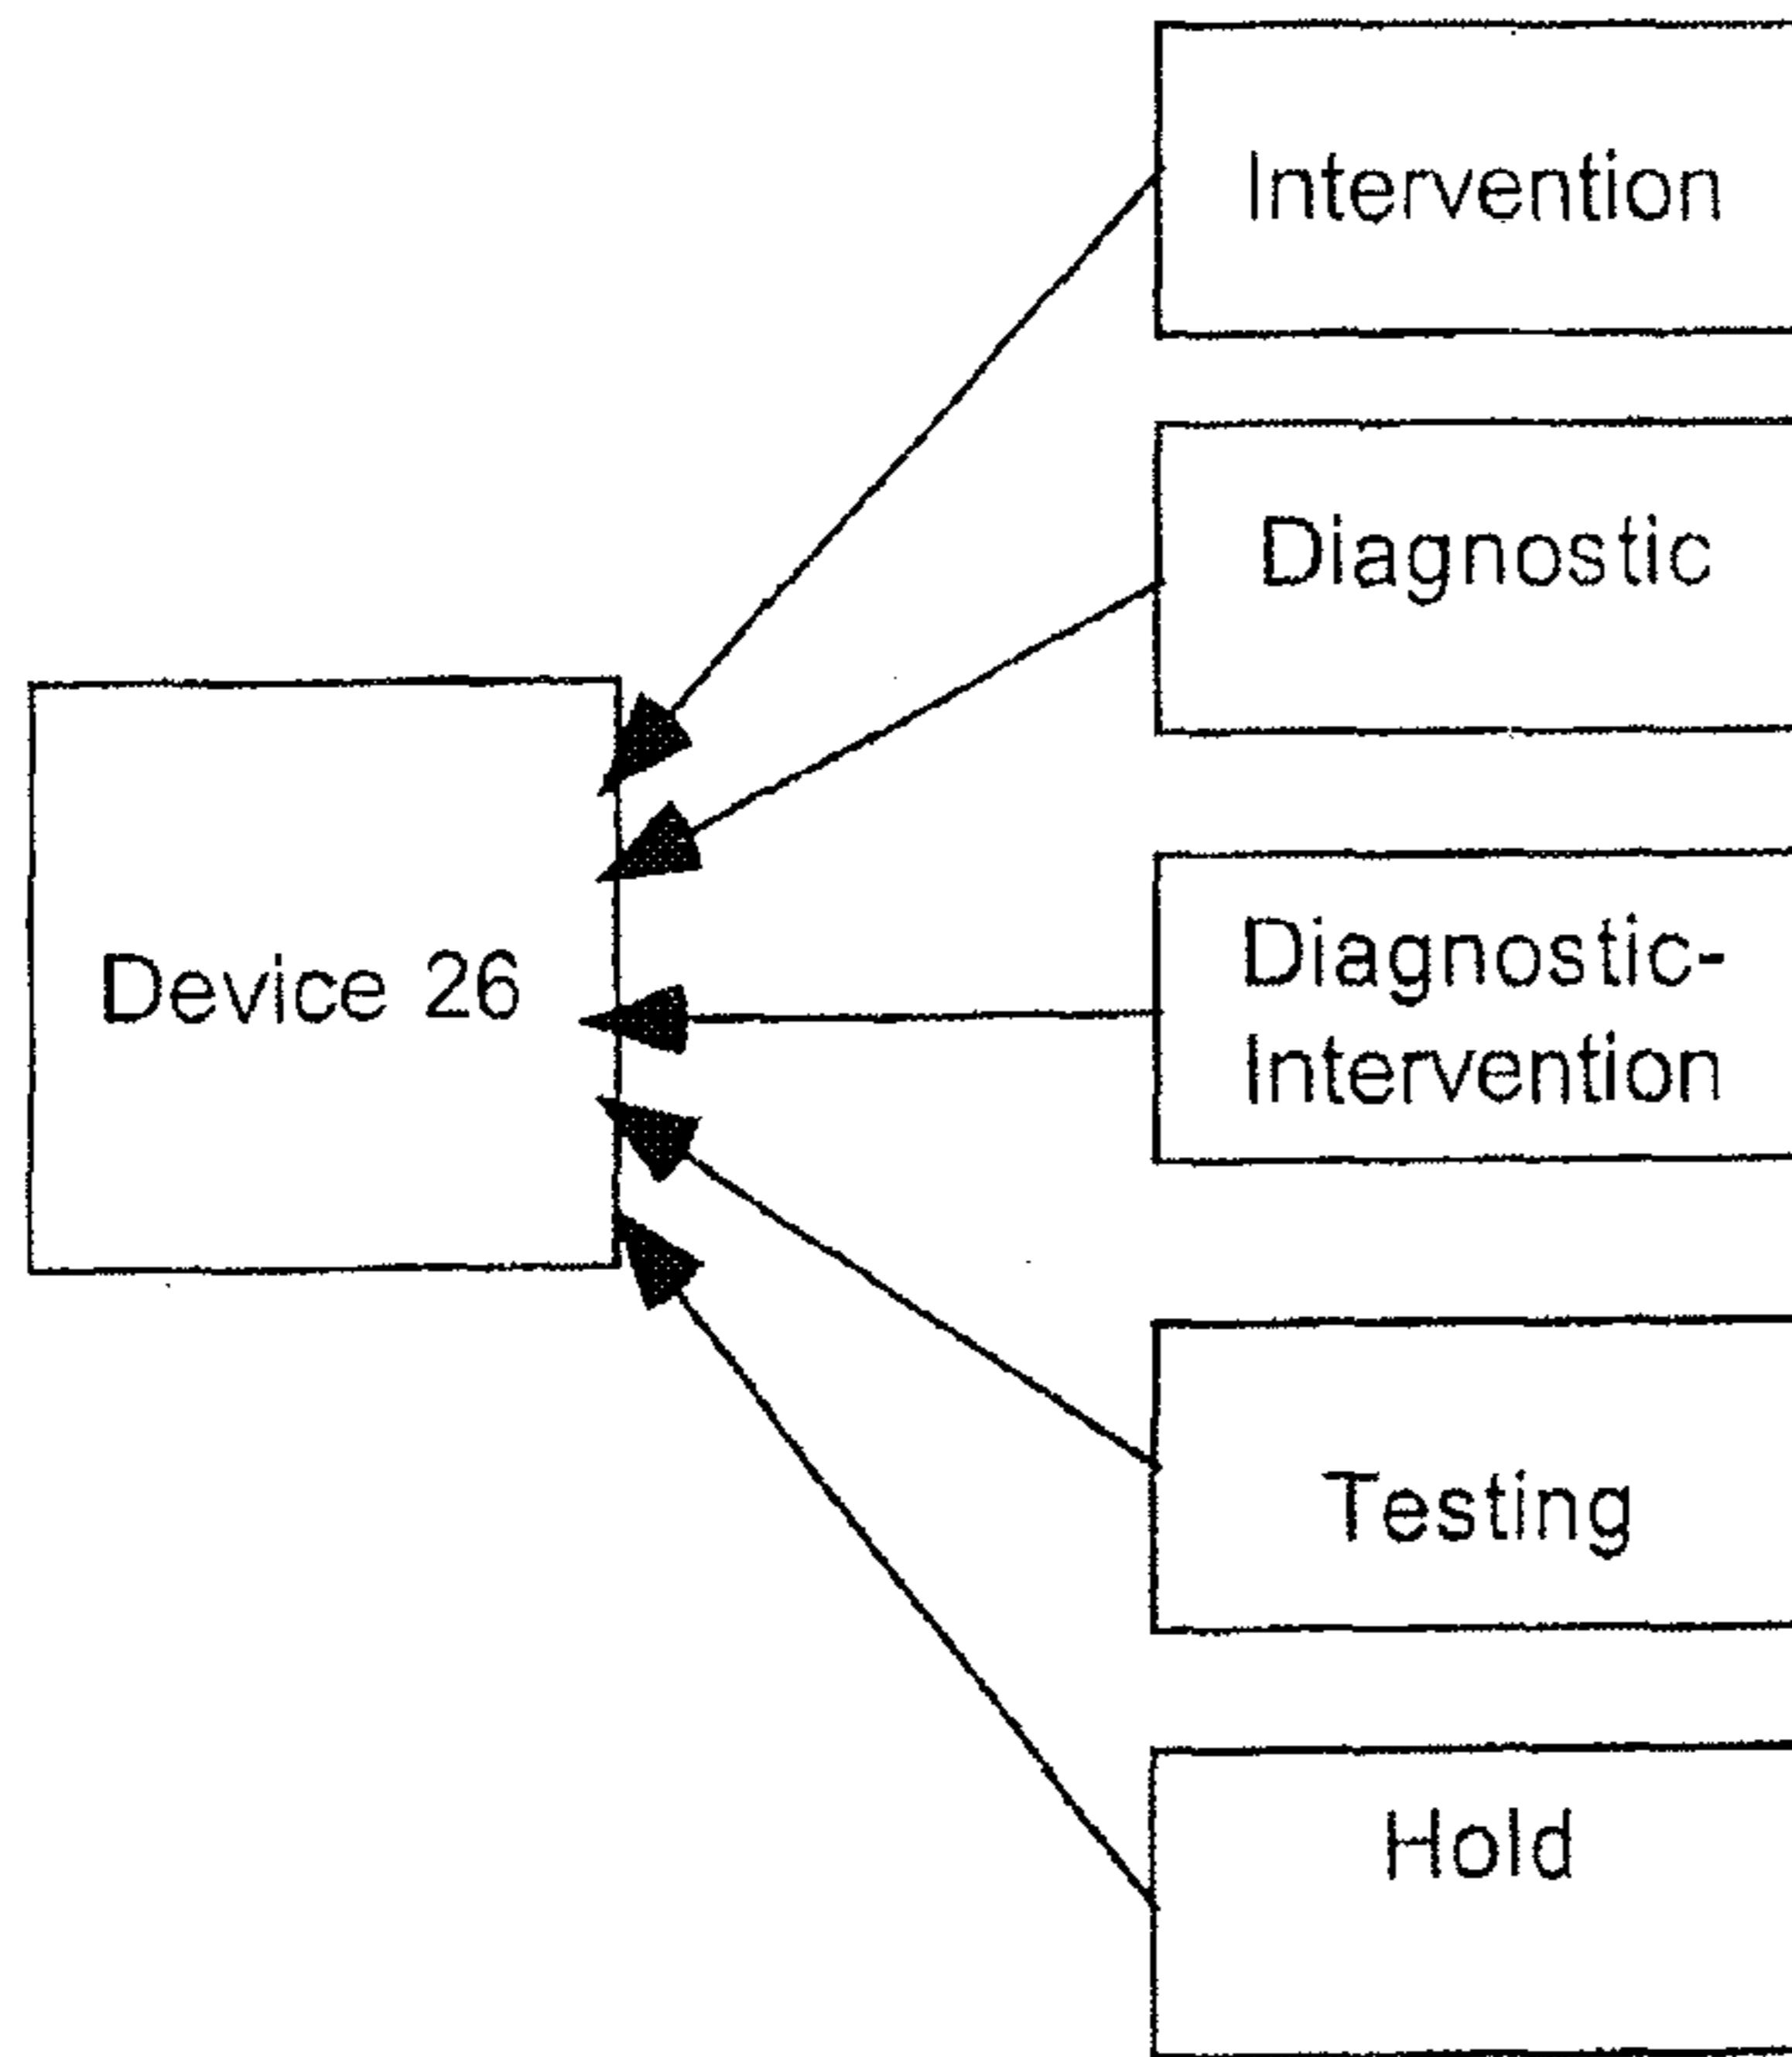 Intervention
Diagnostic
Device 26
Diagnostic-
Intervention
Testing
Hold